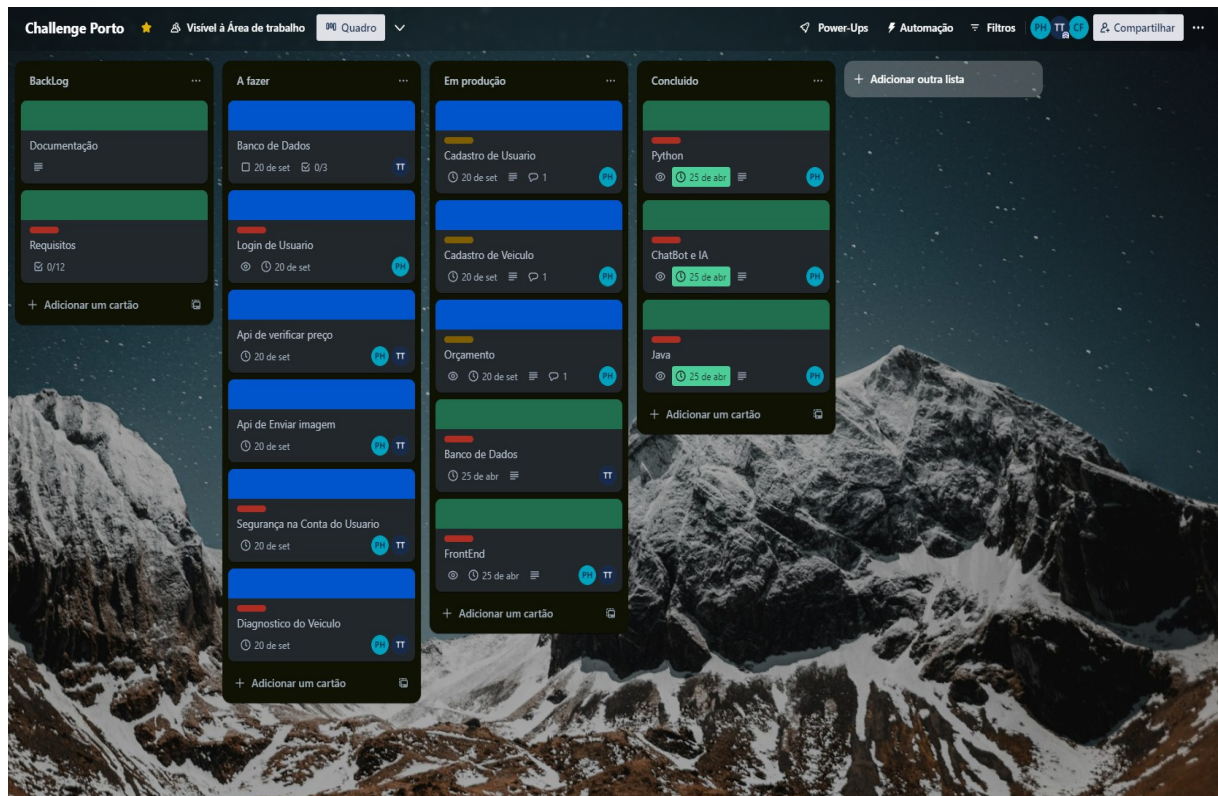 Challenge Porto Visível à Área de trabalho Quadro Power-Ups Automação Filtros PH TT CF Compartilhar
BackLog
Documentação
Requisitos
0/12
+ Adicionar um cartão
A fazer
Banco de Dados
20 de set 0/3 TT
Login de Usuario
20 de set PH
Api de verificar preço
20 de set PH TT
Api de Enviar imagem
20 de set PH TT
Segurança na Conta do Usuario
20 de set PH TT
Diagnostico do Veiculo
20 de set PH TT
+ Adicionar um cartão
Em produção
Cadastro de Usuario
20 de set 1 PH
Cadastro de Veiculo
20 de set 1 PH
Orçamento
20 de set 1 PH
Banco de Dados
25 de abr TT
FrontEnd
25 de abr PH TT
+ Adicionar um cartão
Concluido
Python
25 de abr PH
ChatBot e IA
25 de abr PH
Java
25 de abr PH
+ Adicionar um cartão
+ Adicionar outra lista